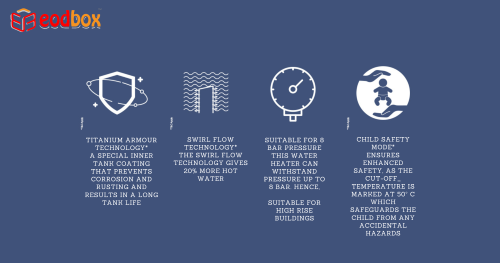 eodbox
TITANIUM ARMOUR
TECHNOLOGY*
A SPECIAL INNER
TANK COATING
THAT PREVENTS
CORROSION AND
RUSTING AND
RESULTS IN A LONG
TANK LIFE
SWIRL FLOW
TECHNOLOGY*
THE SWIRL FLOW
TECHNOLOGY GIVES
20% MORE HOT
WATER
SUITABLE FOR 8
BAR PRESSURE
THIS WATER
HEATER CAN
WITHSTAND
PRESSURE UP TO
8 BAR. HENCE,
SUITABLE FOR
HIGH RISE
BUILDINGS
CHILD SAFETY
MODE*
ENSURES
ENHANCED
SAFETY. AS THE
CUT-OFF,,
TEMPERATURE IS
MARKED AT 50° C
WHICH
SAFEGUARDS THE
CHILD FROM ANY
ACCIDENTAL
HAZARDS